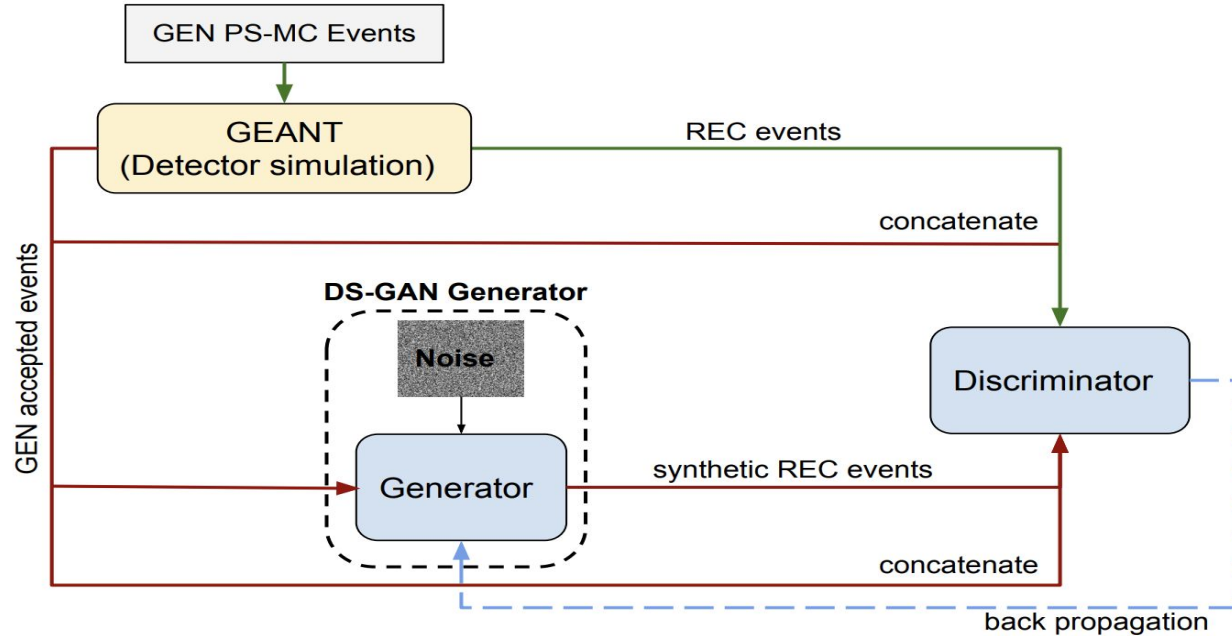 GEN PS-MC Events
GEANT
(Detector simulation)
REC events
concatenate
GEN accepted events
DS-GAN Generator
Noise
Discriminator
Generator
synthetic REC events
concatenate
back propagation